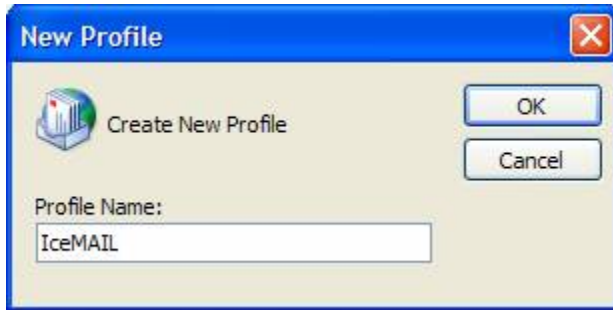 New Profile
Create New Profile
OK
Cancel
Profile Name:
IceMAIL